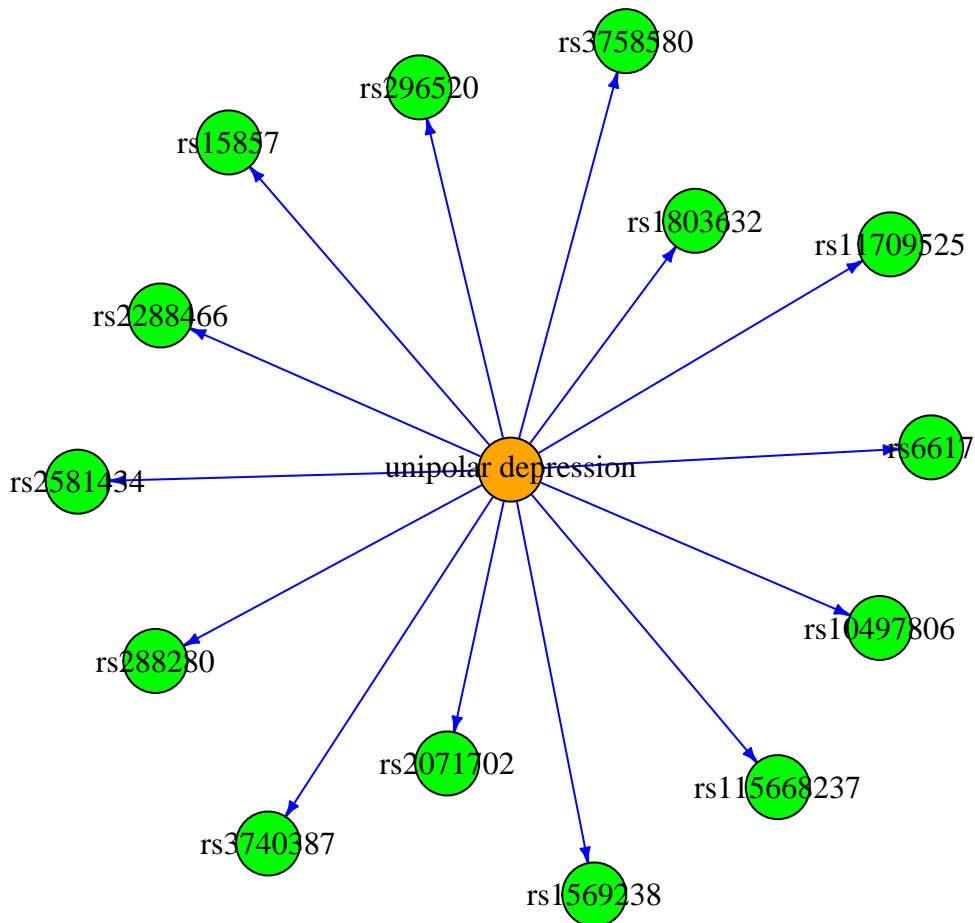 rs3758580
rs296520
rs15857
rs1803632
rs11709525
rs2288466
rs6617
unipolar depression
rs2581434
rs10497806
rs288280
rs2071702
rs115668237
rs3740387
rs1569238